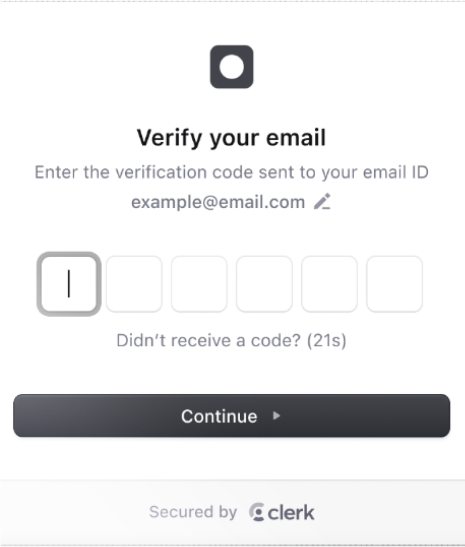 Verify your email
Enter the verification code sent to your email ID
example@email.com
Didn't receive a code? (21s)
Continue
Secured by clerk